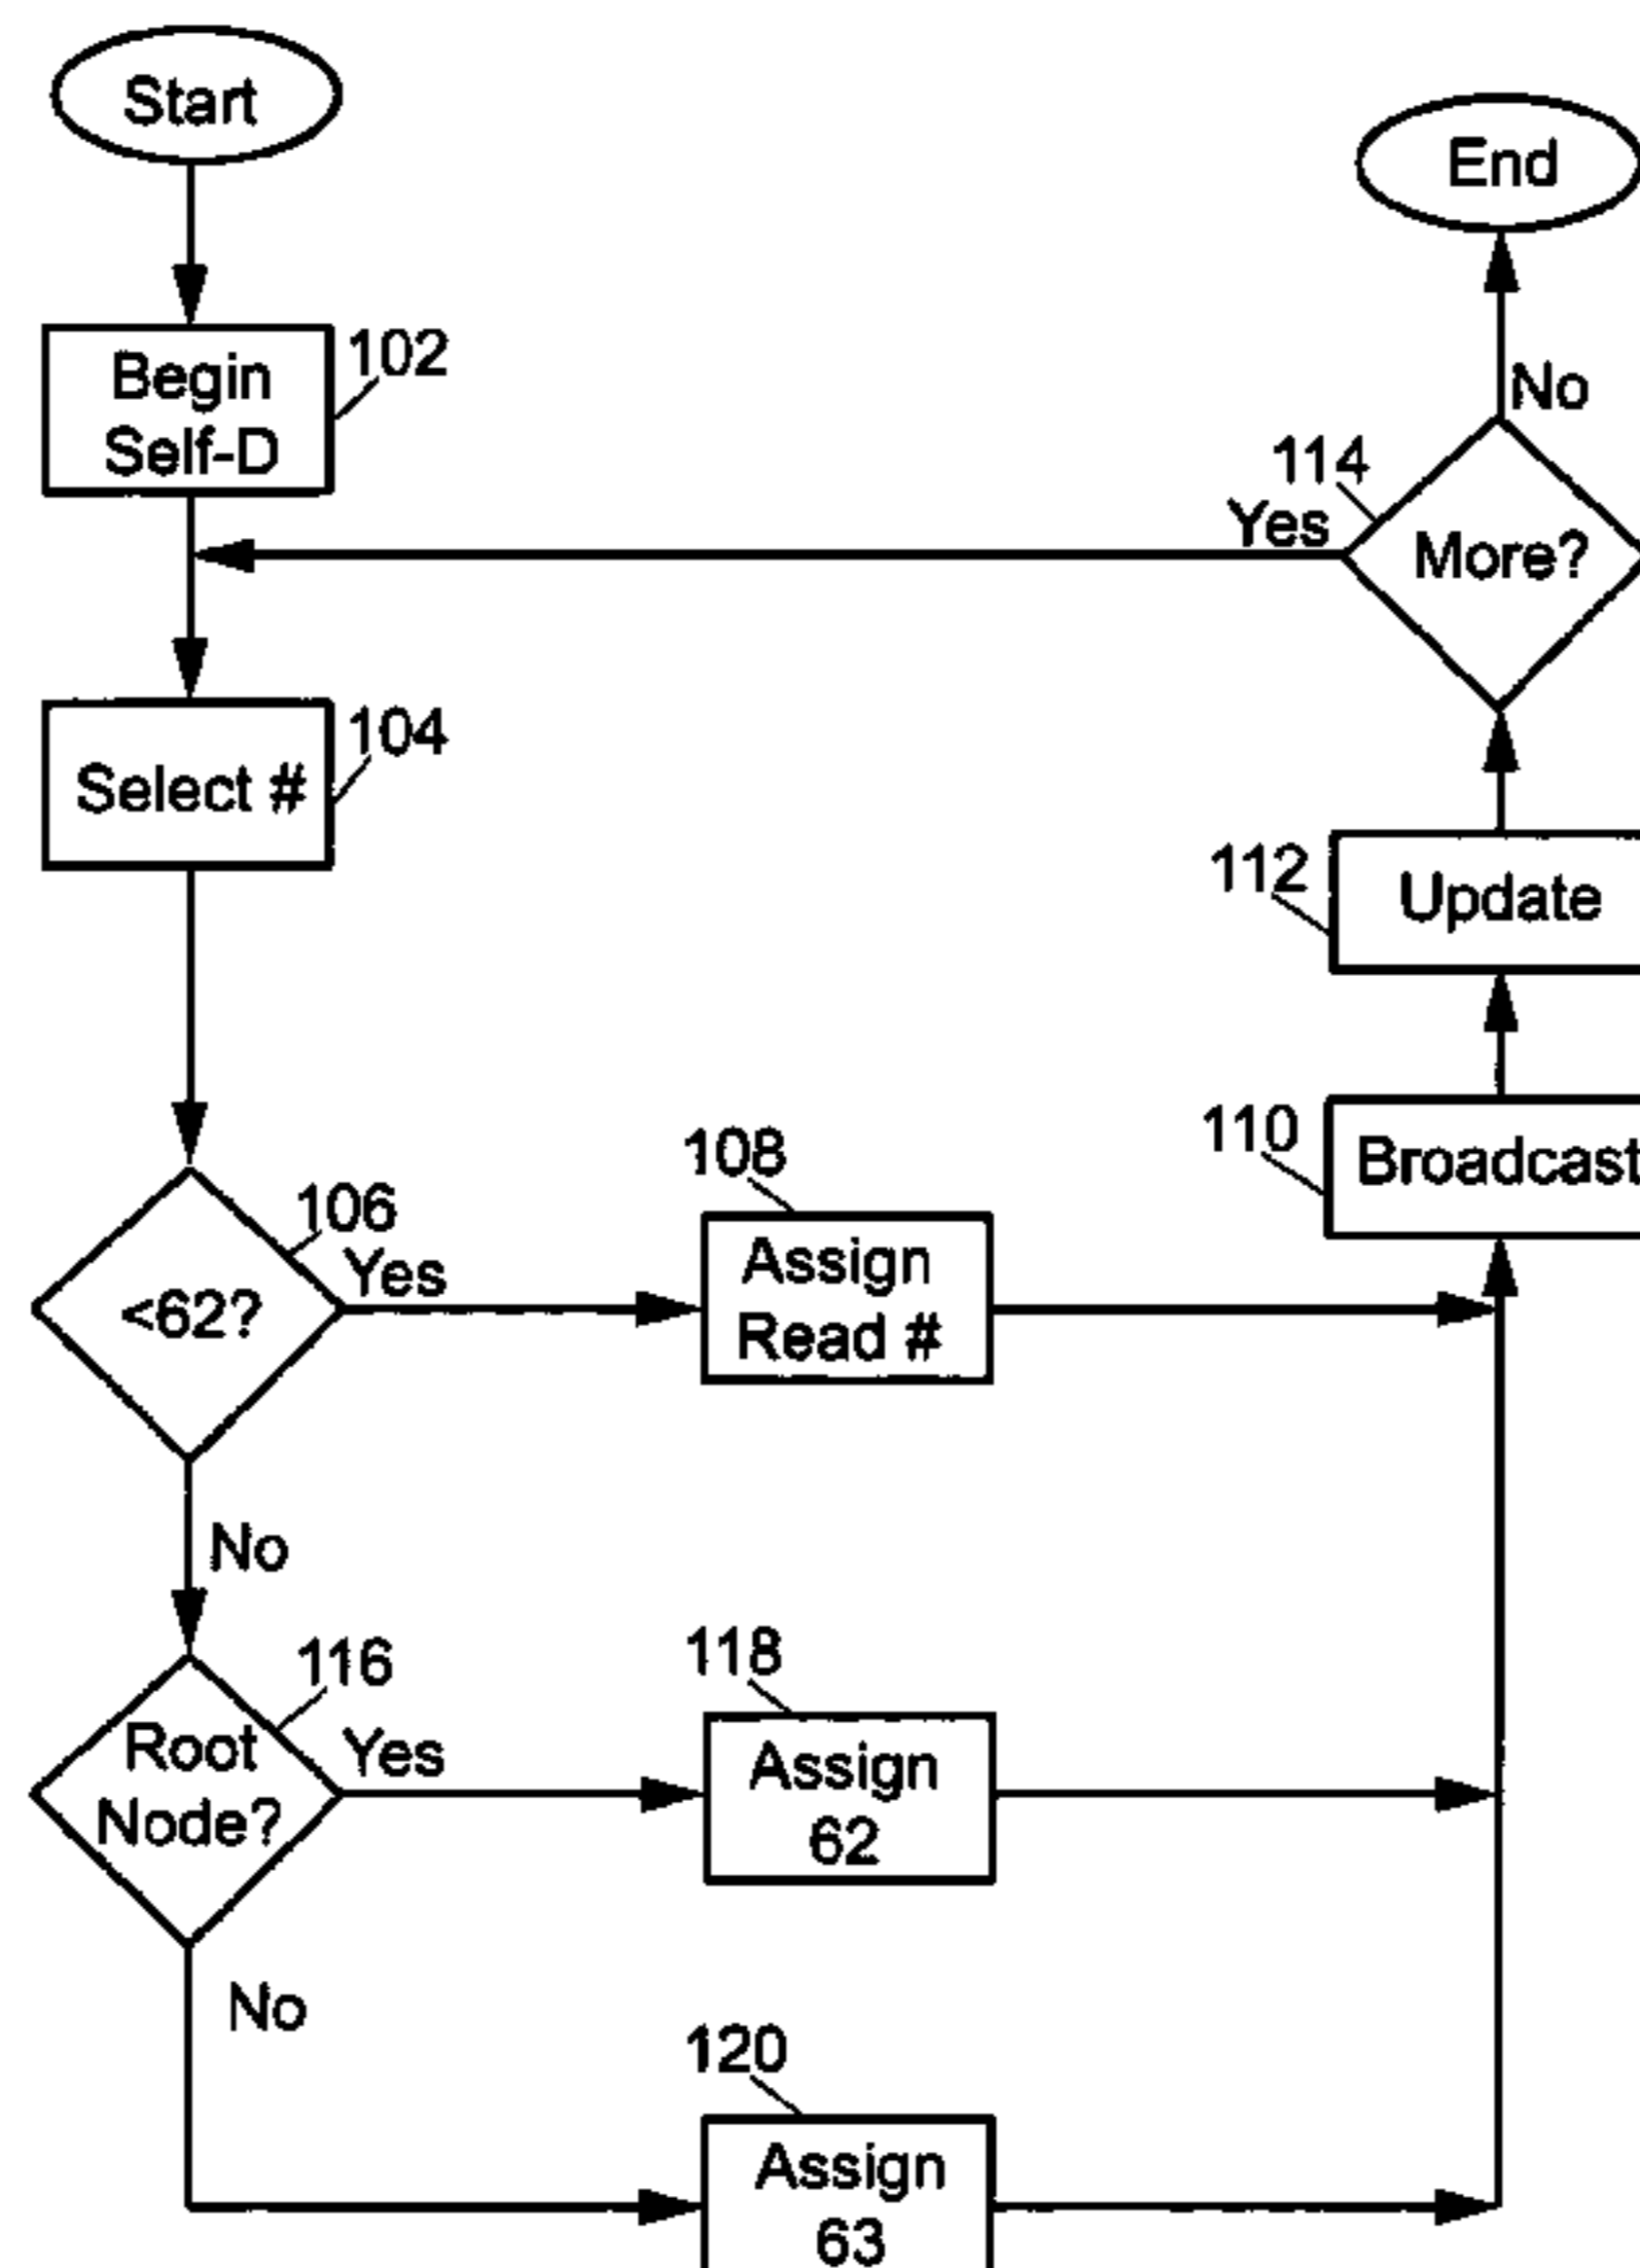 Start
End
Begin
Self-D
102
No
114
Yes
More?
Select #
104
112
Update
110
Broadcast
106
<62?
Yes
108
Assign
Read #
No
116
Root
Node?
Yes
118
Assign
62
No
120
Assign
63